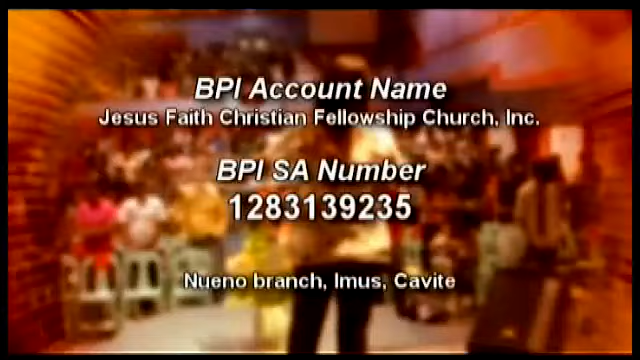 BPI Account Name
Jesus Faith Christian Fellowship Church, Inc.
BPI SA Number
1283139235
Nueno branch, Imus, Cavite